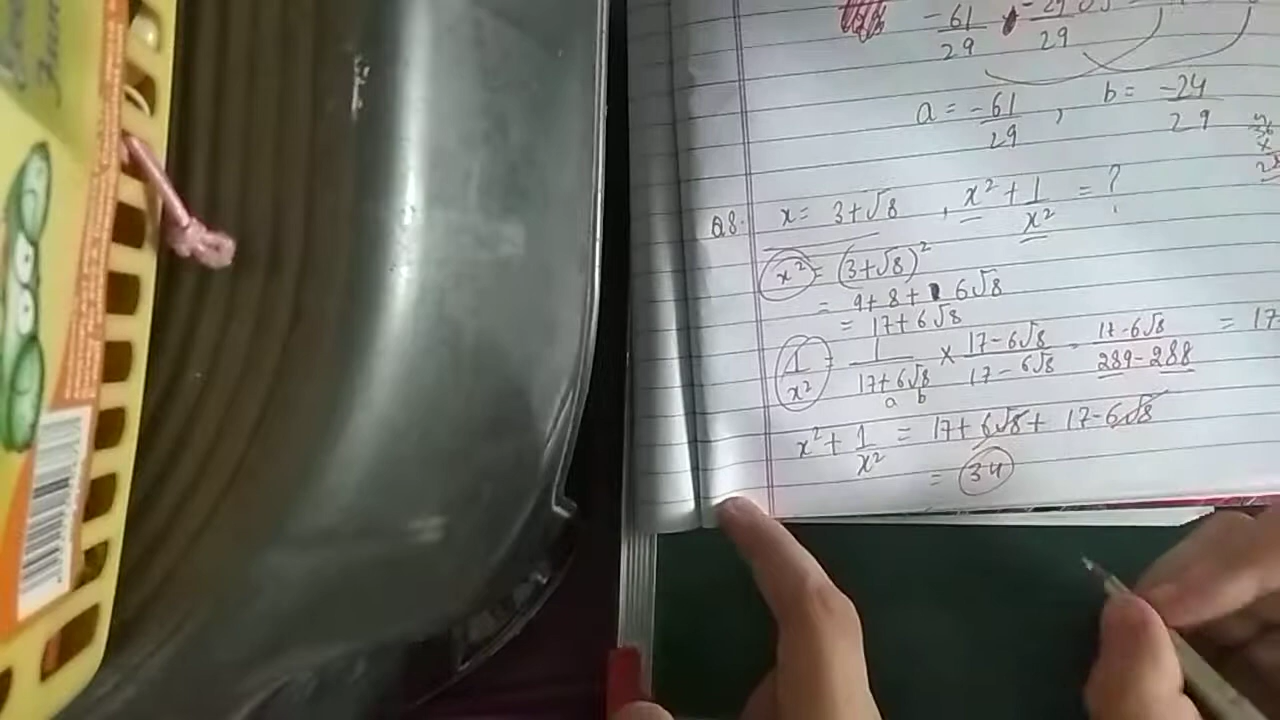 -61/29 -29/29
a = -61/29 , b = -24/29
Q8. x = 3+√8 , x² + 1/x² = ?
x² = (3+√8)²
= 9+8+ 6√8
= 17+6√8
1/x² = 1/(17+6√8) × (17-6√8)/(17-6√8) = (17-6√8)/(289-288) = 17
a b
x² + 1/x² = 17+6√8+ 17-6√8
= 34